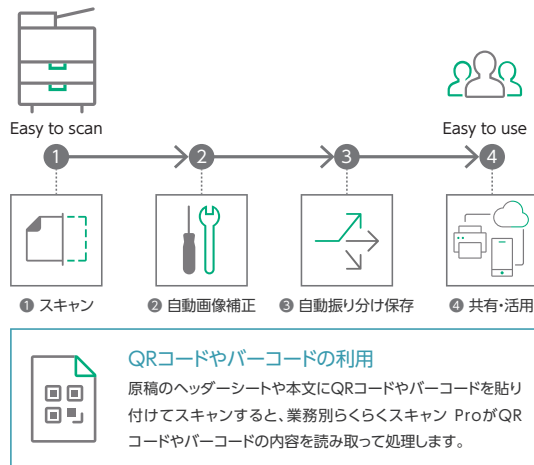 Easy to scan
Easy to use
1 2 3 4
❶ スキャン ❷ 自動画像補正 ❸ 自動振り分け保存 ❹ 共有・活用
QRコードやバーコードの利用
原稿のヘッダーシートや本文にQRコードやバーコードを貼り
付けてスキャンすると、業務別らくらくスキャン ProがQR
コードやバーコードの内容を読み取って処理します。